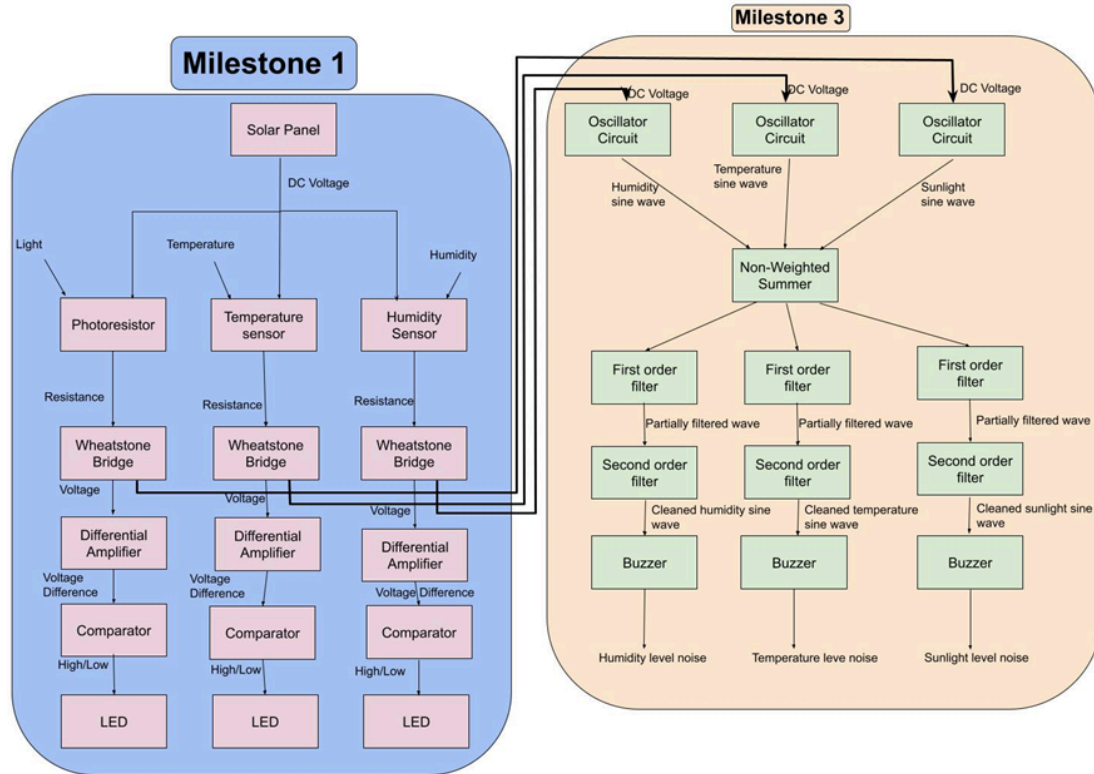 Milestone 1
Milestone 3
Solar Panel
DC Voltage
Light
Temperature
Humidity
Photoresistor
Temperature
sensor
Humidity
Sensor
Resistance
Resistance
Resistance
Wheatstone
Bridge
Wheatstone
Bridge
Wheatstone
Bridge
Voltage
Voltage
Voltage
Differential
Amplifier
Differential
Amplifier
Differential
Amplifier
Voltage
Difference
Voltage
Difference
Voltage Difference
Comparator
Comparator
Comparator
High/Low
High/Low
High/Low
LED
LED
LED
DC Voltage
DC Voltage
DC Voltage
Oscillator
Circuit
Oscillator
Circuit
Oscillator
Circuit
Humidity
sine wave
Temperature
sine wave
Sunlight
sine wave
Non-Weighted
Summer
First order
filter
First order
filter
First order
filter
Partially filtered wave
Partially filtered wave
Partially filtered wave
Second order
filter
Second order
filter
Second order
filter
Cleaned humidity sine
wave
Cleaned temperature
sine wave
Cleaned sunlight sine
wave
Buzzer
Buzzer
Buzzer
Humidity level noise
Temperature leve noise
Sunlight level noise